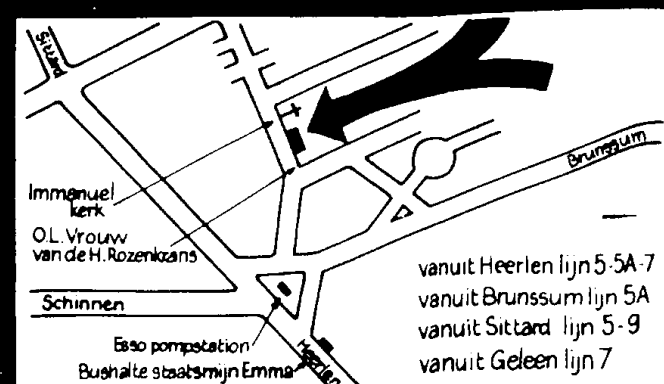 Sittard
Immanuel
kerk
O.L. Vrouw
van de H. Rozenkrans
Brunssum
Schinnen
Esso pompstation
Bushalte staatsmijn Emma
Heerlen
vanuit Heerlen lijn 5-5A-7
vanuit Brunssum lijn 5A
vanuit Sittard lijn 5-9
vanuit Geleen lijn 7